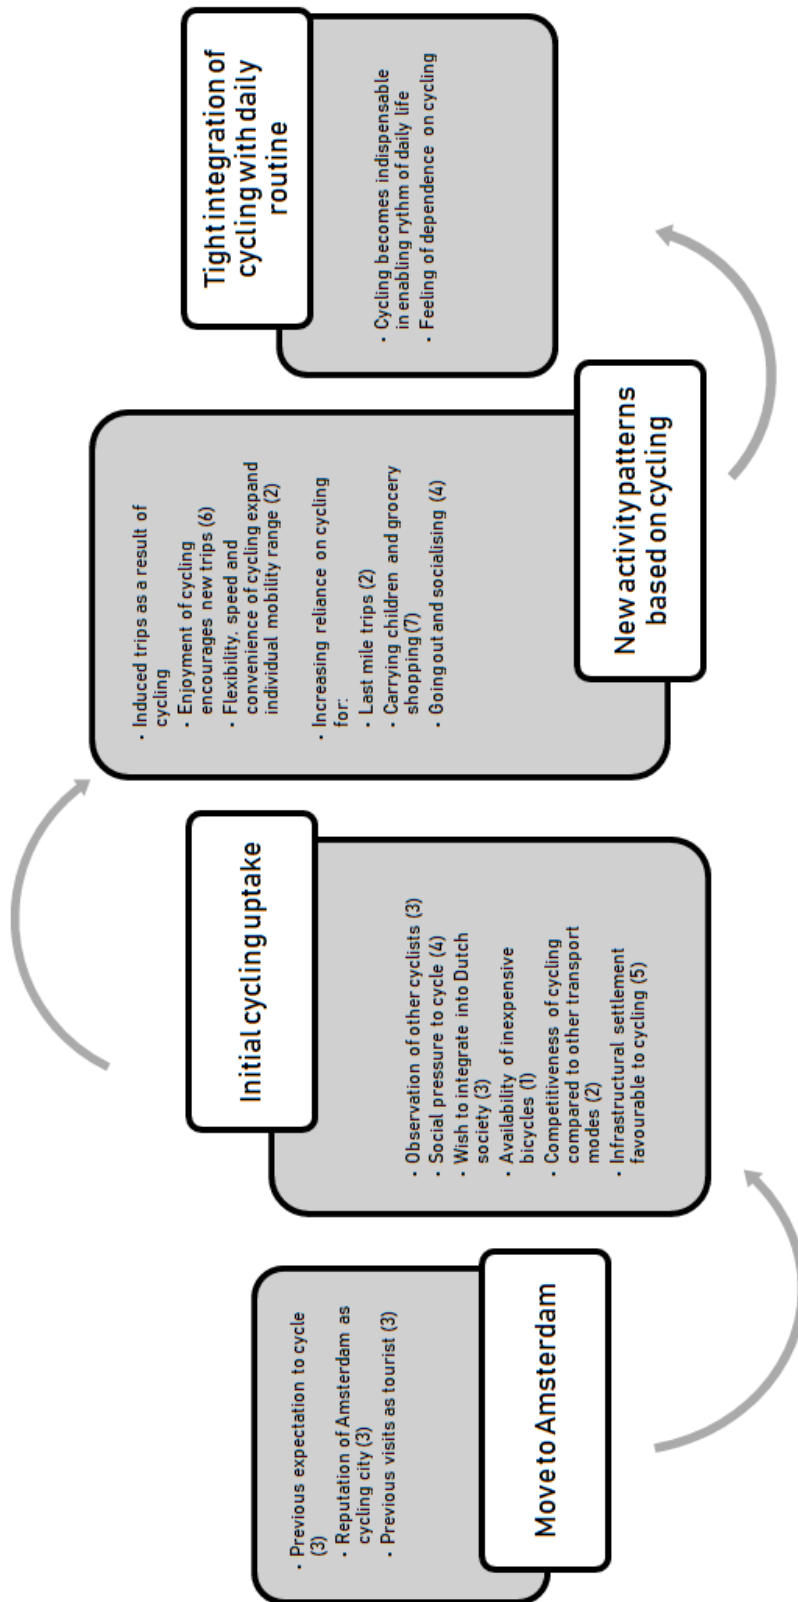 · Previous expectation to cycle
(3)
· Reputation of Amsterdam as
cycling city (3)
· Previous visits as tourist (3)
Move to Amsterdam
Initial cycling uptake
· Observation of other cyclists (3)
· Social pressure to cycle (4)
· Wish to integrate into Dutch
society (3)
· Availability of inexpensive
bicycles (1)
· Competitiveness of cycling
compared to other transport
modes (2)
· Infrastructural settlement
favourable to cycling (5)
· Induced trips as a result of
cycling
· Enjoyment of cycling
encourages new trips (6)
· Flexibility, speed and
convenience of cycling expand
individual mobility range (2)
· Increasing reliance on cycling
for:
· Last mile trips (2)
· Carrying children and grocery
shopping (7)
· Going out and socialising (4)
New activity patterns
based on cycling
Tight integration of
cycling with daily
routine
· Cycling becomes indispensable
in enabling rythm of daily life
· Feeling of dependence on cycling